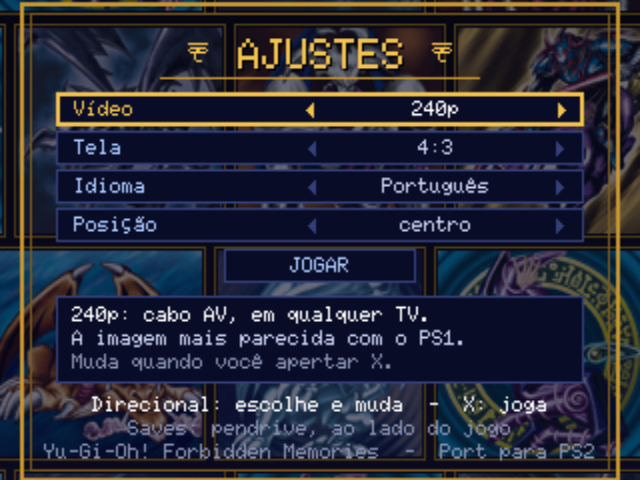 AJUSTES
Vídeo 240p
Tela 4:3
Idioma Português
Posição centro
JOGAR
240p: cabo AV, em qualquer TV.
A imagem mais parecida com o PS1.
Muda quando você apertar X.
Direcional: escolhe e muda - X: joga
Saves: pendrive, ao lado do jogo
Yu-Gi-Oh! Forbidden Memories - Port para PS2